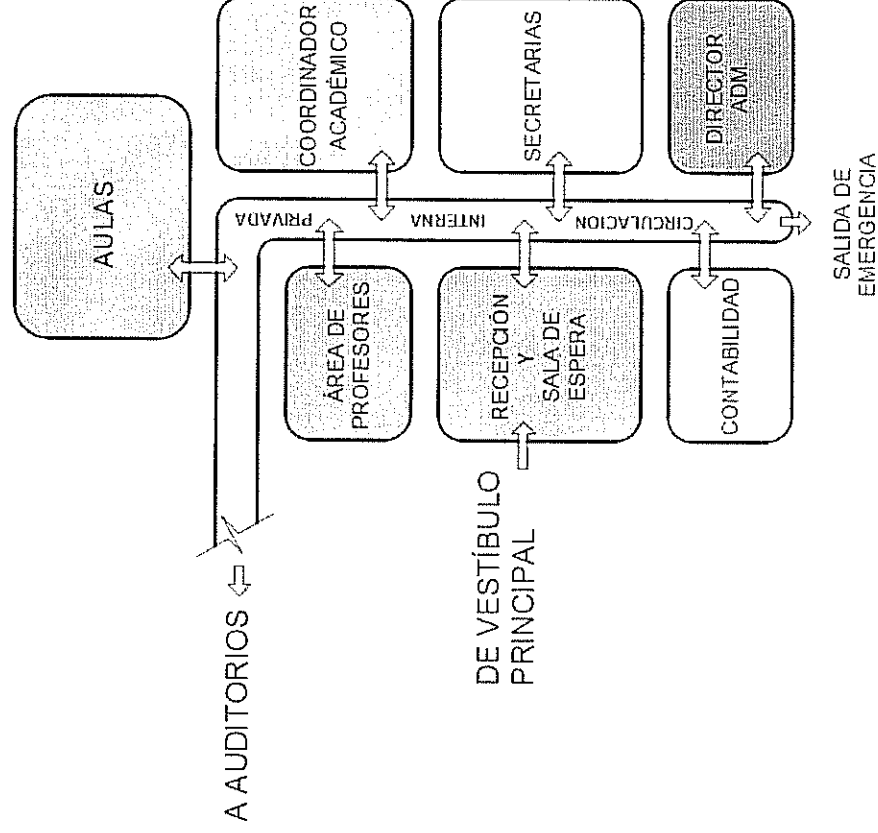 AULAS
COORDINADOR
ACADÉMICO
PRIVADA
ÁREA DE
PROFESORES
A AUDITORIOS
INTERNA
SECRETARIAS
RECEPCIÓN
Y
SALA DE
ESPERA
DE VESTÍBULO
PRINCIPAL
CIRCULACION
DIRECTOR
ADM.
CONTABILIDAD
SALIDA DE
EMERGENCIA